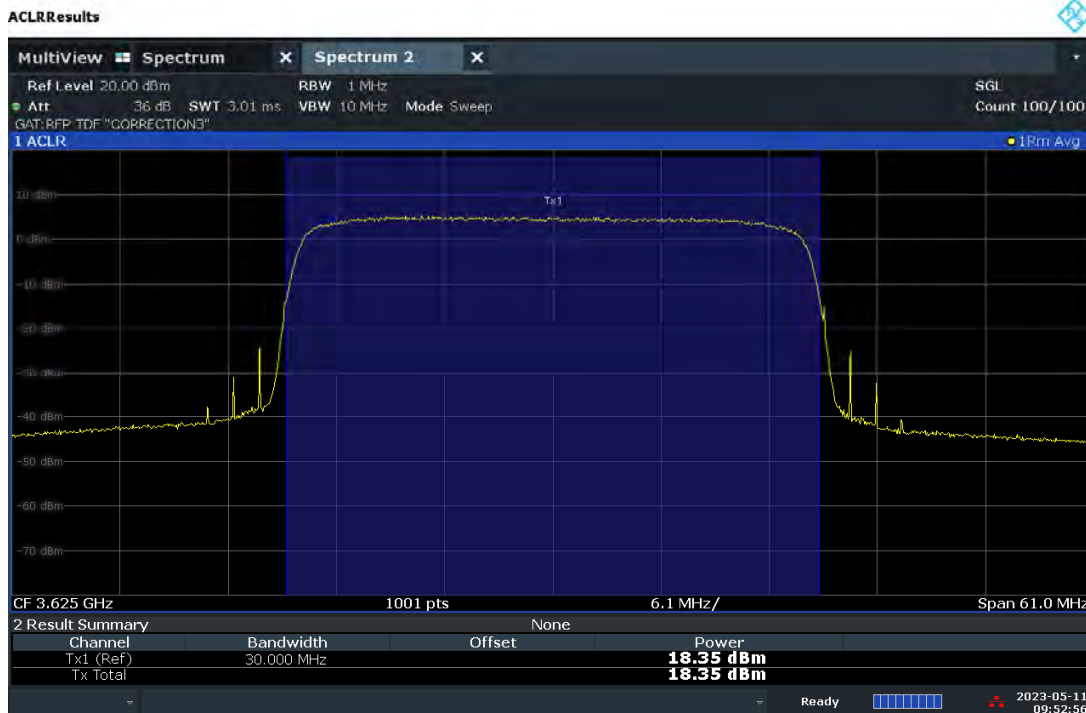 ACLRResults
MultiView Spectrum X Spectrum 2 X
Ref Level 20.00 dBm RBW 1 MHz SGL
Att 36 dB SWT 3.01 ms VBW 10 MHz Mode Sweep Count 100/100
GAT:RFP TDF "CORRECTION3"
1 ACLR 1Rm Avg
10 dBm
Tx1
0 dBm
-10 dBm
-20 dBm
-30 dBm
-40 dBm
-50 dBm
-60 dBm
-70 dBm
CF 3.625 GHz 1001 pts 6.1 MHz/ Span 61.0 MHz
2 Result Summary None
Channel Bandwidth Offset Power
Tx1 (Ref) 30.000 MHz 18.35 dBm
Tx Total 18.35 dBm
Ready 2023-05-11
09:52:56